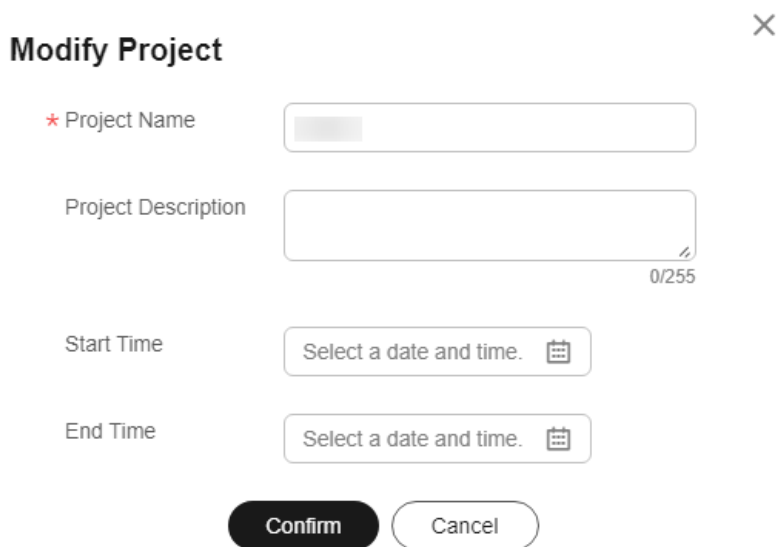 Modify Project
* Project Name
Project Description
0/255
Start Time
Select a date and time.
End Time
Select a date and time.
Confirm
Cancel